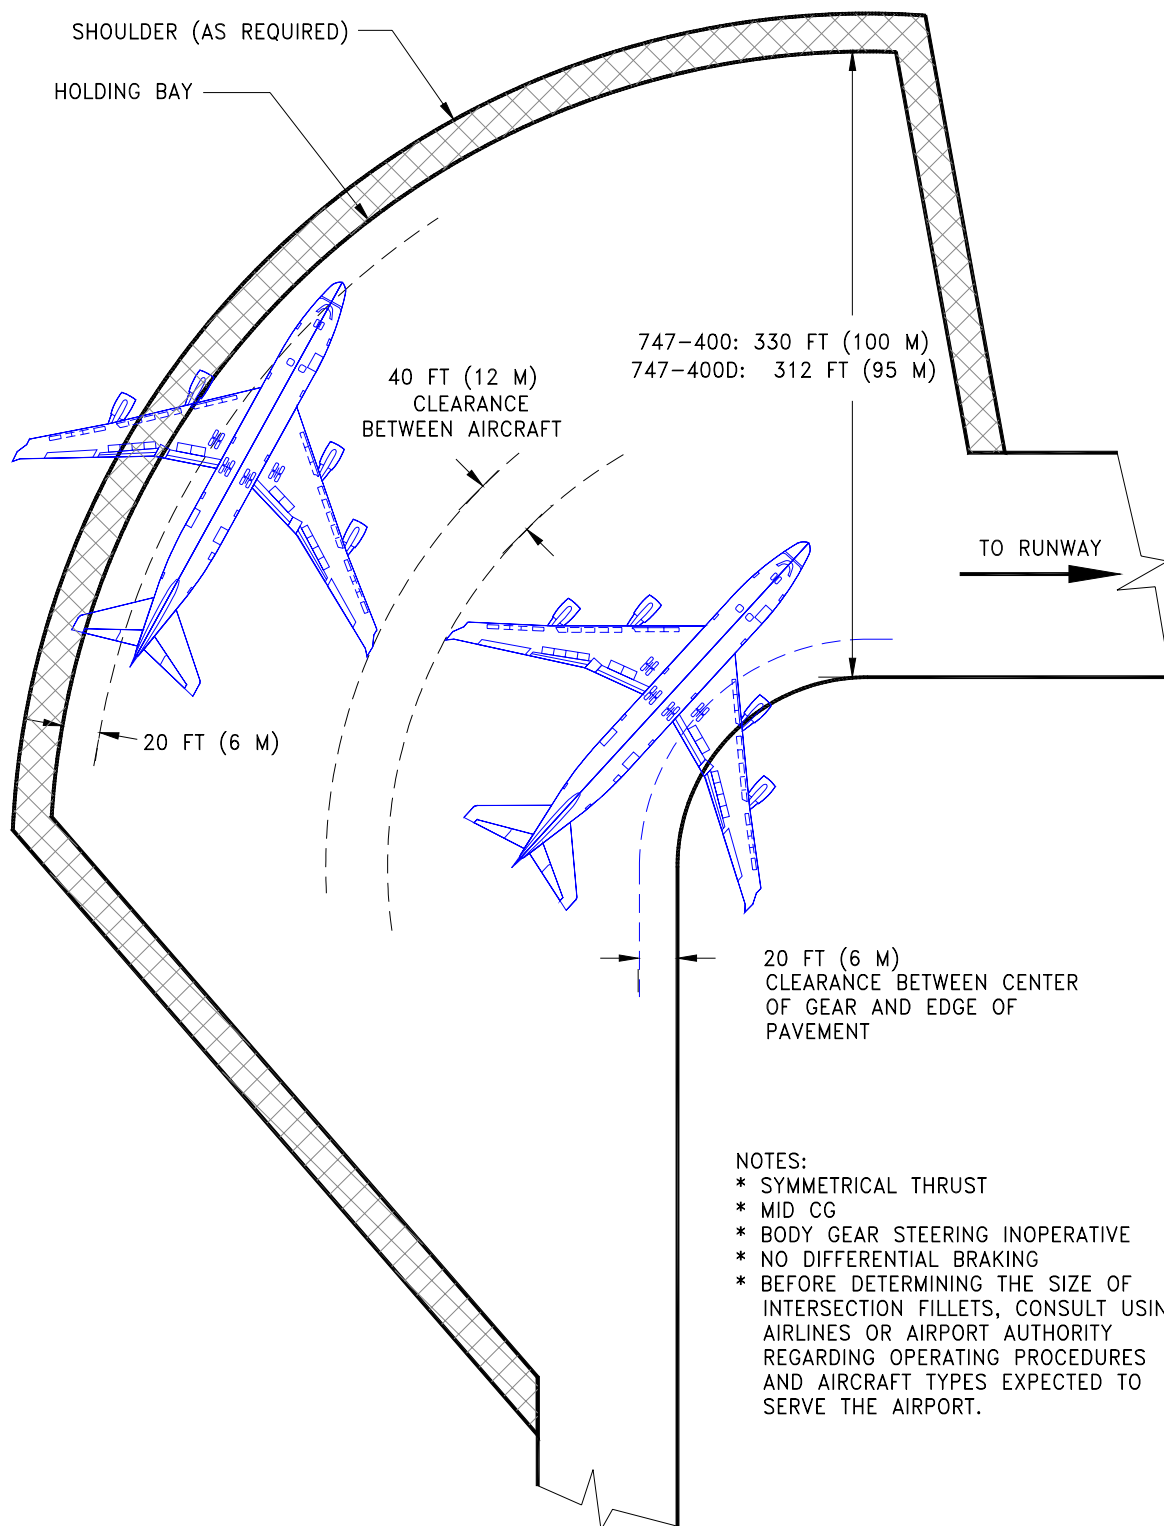 SHOULDER (AS REQUIRED)
HOLDING BAY
747-400: 330 FT (100 M)
747-400D: 312 FT (95 M)
40 FT (12 M)
CLEARANCE
BETWEEN AIRCRAFT
TO RUNWAY
20 FT (6 M)
20 FT (6 M)
CLEARANCE BETWEEN CENTER
OF GEAR AND EDGE OF
PAVEMENT
NOTES:
* SYMMETRICAL THRUST
* MID CG
* BODY GEAR STEERING INOPERATIVE
* NO DIFFERENTIAL BRAKING
* BEFORE DETERMINING THE SIZE OF
INTERSECTION FILLETS, CONSULT USIN
AIRLINES OR AIRPORT AUTHORITY
REGARDING OPERATING PROCEDURES
AND AIRCRAFT TYPES EXPECTED TO
SERVE THE AIRPORT.